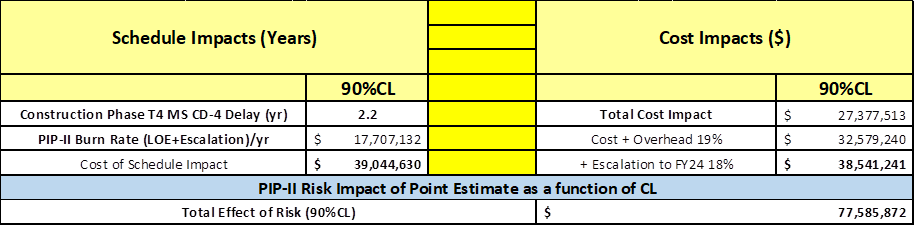 Schedule Impacts (Years) Cost Impacts ($)
90%CL 90%CL
Construction Phase T4 MS CD-4 Delay (yr) 2.2 Total Cost Impact $ 27,377,513
PIP-II Burn Rate (LOE+Escalation)/yr $ 17,707,132 Cost + Overhead 19% $ 32,579,240
Cost of Schedule Impact $ 39,044,630 + Escalation to FY24 18% $ 38,541,241
PIP-II Risk Impact of Point Estimate as a function of CL
Total Effect of Risk (90%CL) $ 77,585,872